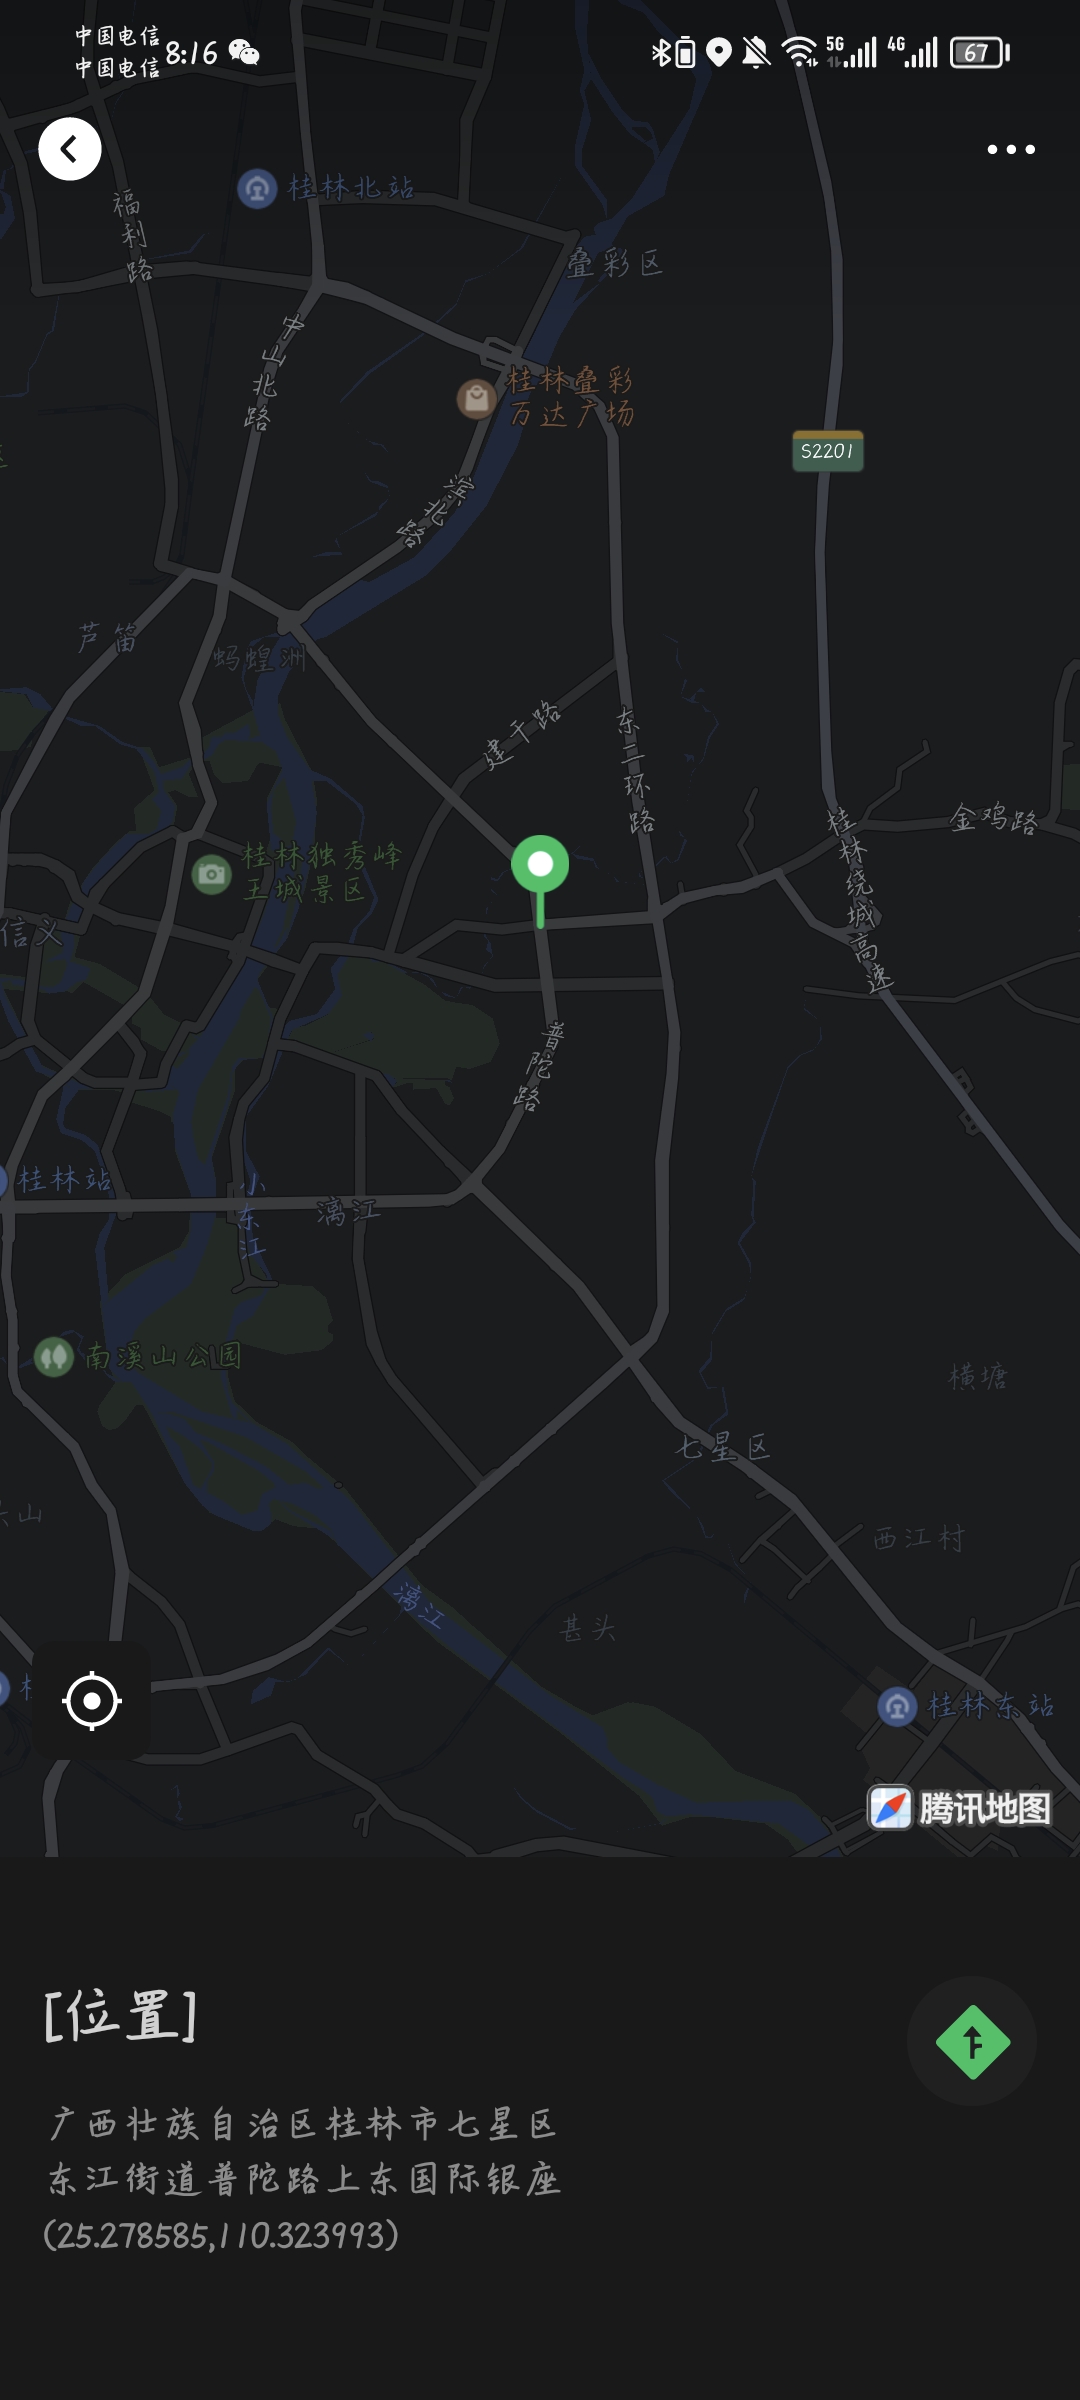 中国电信
中国电信
8:16
5G
4G
67
桂林北站
福利路
叠彩区
中山北路
桂林叠彩
万达广场
S2201
滨北路
芦笛
蚂蝗洲
建干路
东二环路
桂林绕城高速
金鸡路
桂林独秀峰
王城景区
信义
普陀路
桂林站
小东江
漓江
南溪山公园
横塘
七星区
头山
西江村
漓江
甚头
桂林东站
腾讯地图
[位置]
广西壮族自治区桂林市七星区
东江街道普陀路上东国际银座
(25.278585,110.323993)